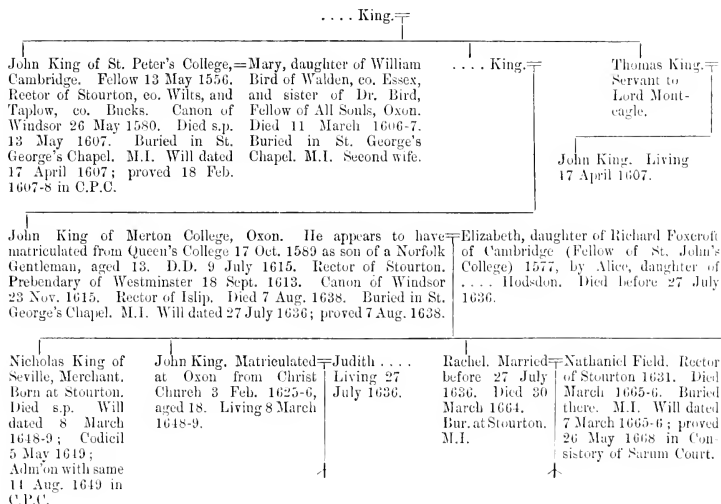 .... King.
John King of St. Peter's College,
Cambridge. Fellow 13 May 1556.
Rector of Stourton, co. Wilts, and
Taplow, co. Bucks. Canon of
Windsor 26 May 1580. Died s.p.
13 May 1607. Buried in St.
George's Chapel. M.I. Will dated
17 April 1607; proved 18 Feb.
1607-8 in C.P.C.
=Mary, daughter of William
Bird of Walden, co. Essex,
and sister of Dr. Bird,
Fellow of All Souls, Oxon.
Died 11 March 1606-7.
Buried in St. George's
Chapel. M.I. Second wife.
.... King.
Thomas King.
Servant to
Lord Mont-
eagle.
John King. Living
17 April 1607.
John King of Merton College, Oxon. He appears to have
matriculated from Queen's College 17 Oct. 1589 as son of a Norfolk
Gentleman, aged 13. D.D. 9 July 1615. Rector of Stourton.
Prebendary of Westminster 18 Sept. 1613. Canon of Windsor
23 Nov. 1615. Rector of Islip. Died 7 Aug. 1638. Buried in St.
George's Chapel. M.I. Will dated 27 July 1636; proved 7 Aug. 1638.
=Elizabeth, daughter of Richard Foxcroft
of Cambridge (Fellow of St. John's
College) 1577, by Alice, daughter of
.... Hodsdon. Died before 27 July
1636.
Nicholas King of
Seville, Merchant.
Born at Stourton.
Died s.p. Will
dated 8 March
1648-9; Codicil
5 May 1649;
Adm'on with same
14 Aug. 1649 in
C.P.C.
John King. Matriculated
at Oxon from Christ
Church 3 Feb. 1625-6,
aged 18. Living 8 March
1648-9.
=Judith ....
Living 27
July 1636.
Rachel. Married
before 27 July
1636. Died 30
March 1664.
Bur. at Stourton.
M.I.
=Nathaniel Field. Rector
of Stourton 1631. Died
March 1665-6. Buried
there. M.I. Will dated
7 March 1665-6; proved
26 May 1668 in Con-
sistory of Sarum Court.